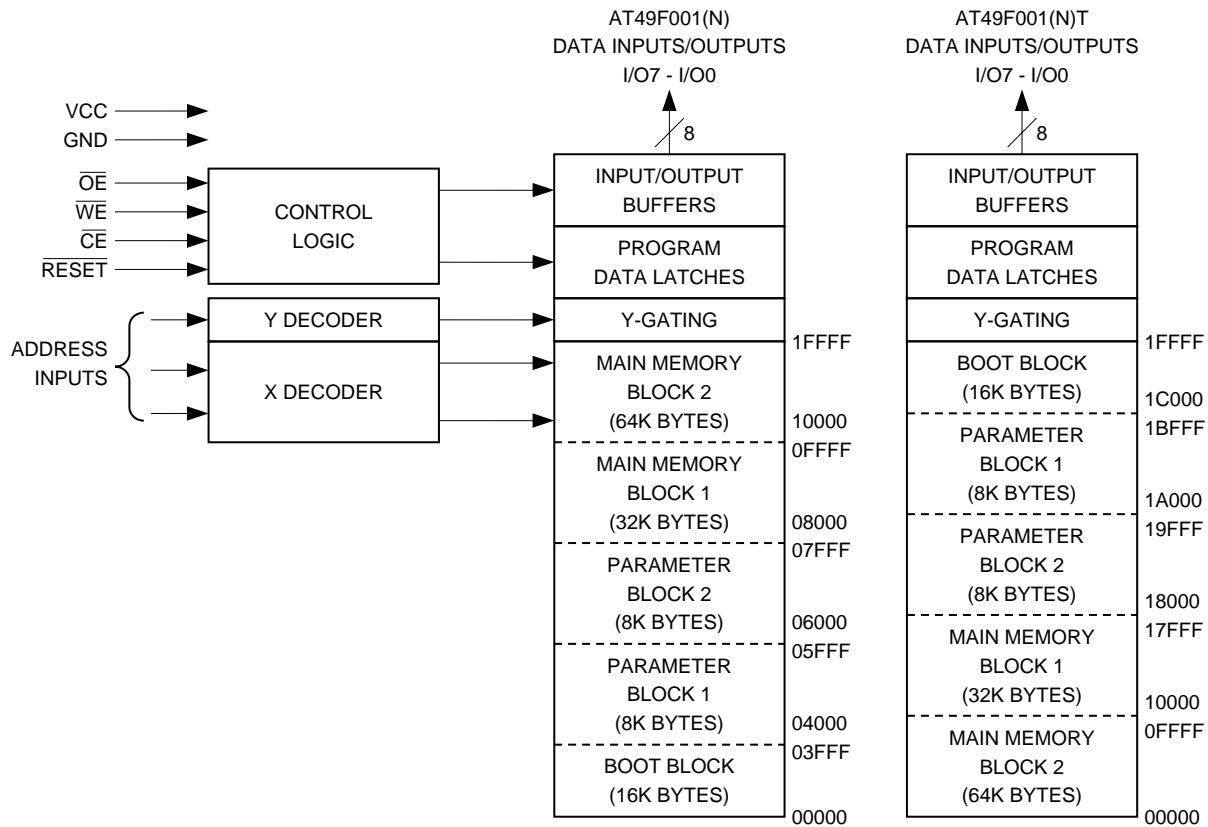 AT49F001(N)
DATA INPUTS/OUTPUTS
I/O7 - I/O0
8
AT49F001(N)T
DATA INPUTS/OUTPUTS
I/O7 - I/O0
8
VCC
GND
OE
WE
CE
RESET
CONTROL
LOGIC
ADDRESS
INPUTS
Y DECODER
X DECODER
INPUT/OUTPUT
BUFFERS
PROGRAM
DATA LATCHES
Y-GATING
1FFFF
MAIN MEMORY
BLOCK 2
(64K BYTES)
10000
0FFFF
MAIN MEMORY
BLOCK 1
(32K BYTES)
08000
07FFF
PARAMETER
BLOCK 2
(8K BYTES)
06000
05FFF
PARAMETER
BLOCK 1
(8K BYTES)
04000
03FFF
BOOT BLOCK
(16K BYTES)
00000
INPUT/OUTPUT
BUFFERS
PROGRAM
DATA LATCHES
Y-GATING
1FFFF
BOOT BLOCK
(16K BYTES)
1C000
1BFFF
PARAMETER
BLOCK 1
(8K BYTES)
1A000
19FFF
PARAMETER
BLOCK 2
(8K BYTES)
18000
17FFF
MAIN MEMORY
BLOCK 1
(32K BYTES)
10000
0FFFF
MAIN MEMORY
BLOCK 2
(64K BYTES)
00000